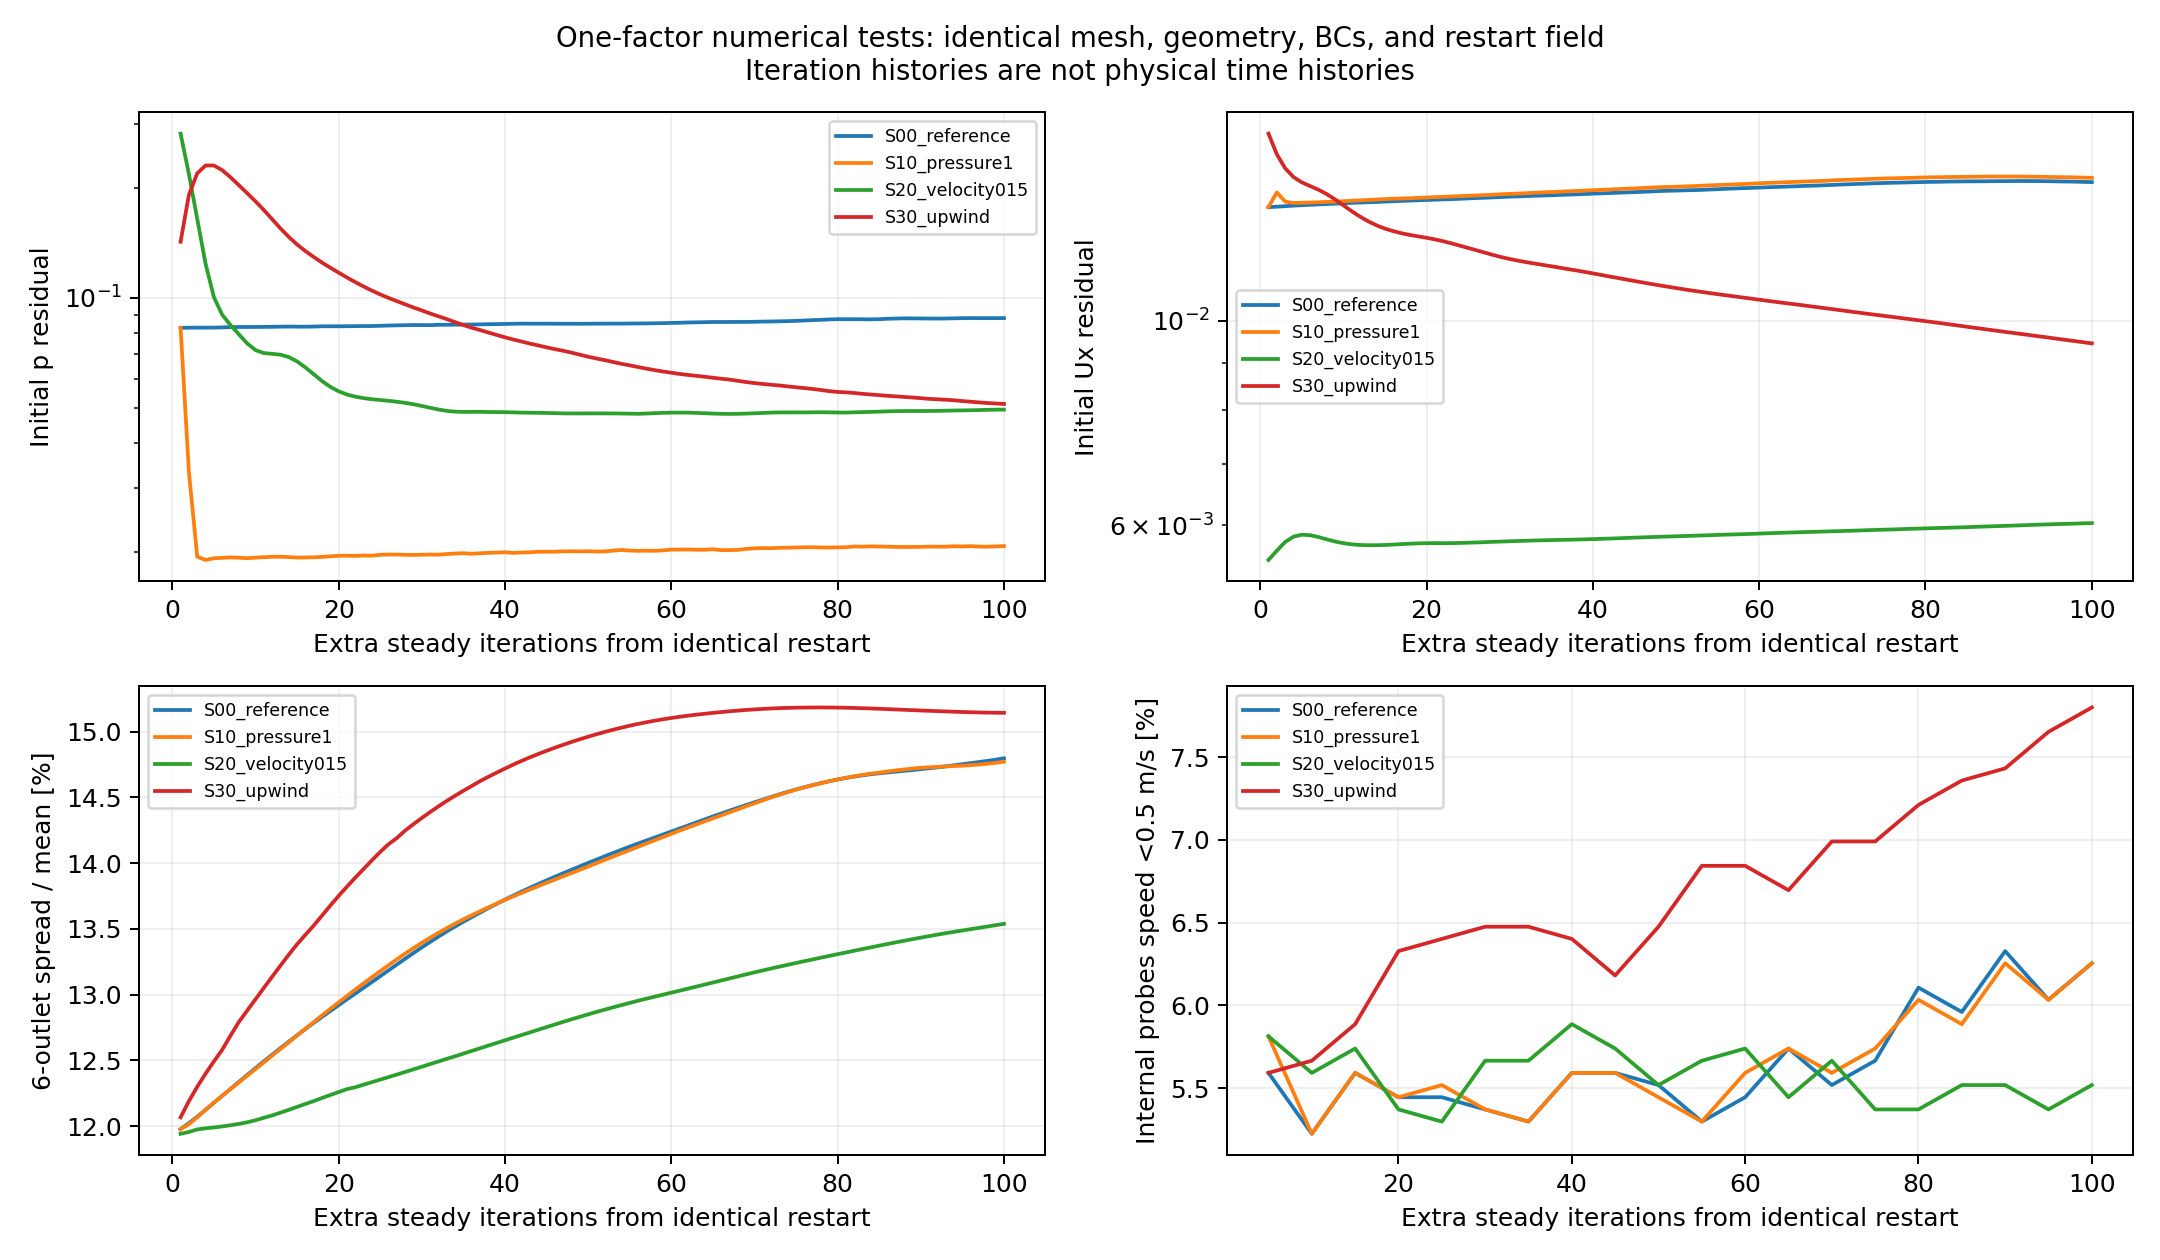 One-factor numerical tests: identical mesh, geometry, BCs, and restart field
Iteration histories are not physical time histories
Initial p residual
10⁻¹
S00_reference
S10_pressure1
S20_velocity015
S30_upwind
0 20 40 60 80 100
Extra steady iterations from identical restart
Initial Ux residual
10⁻²
6 × 10⁻³
S00_reference
S10_pressure1
S20_velocity015
S30_upwind
0 20 40 60 80 100
Extra steady iterations from identical restart
6-outlet spread / mean [%]
15.0
14.5
14.0
13.5
13.0
12.5
12.0
S00_reference
S10_pressure1
S20_velocity015
S30_upwind
0 20 40 60 80 100
Extra steady iterations from identical restart
Internal probes speed <0.5 m/s [%]
7.5
7.0
6.5
6.0
5.5
S00_reference
S10_pressure1
S20_velocity015
S30_upwind
20 40 60 80 100
Extra steady iterations from identical restart